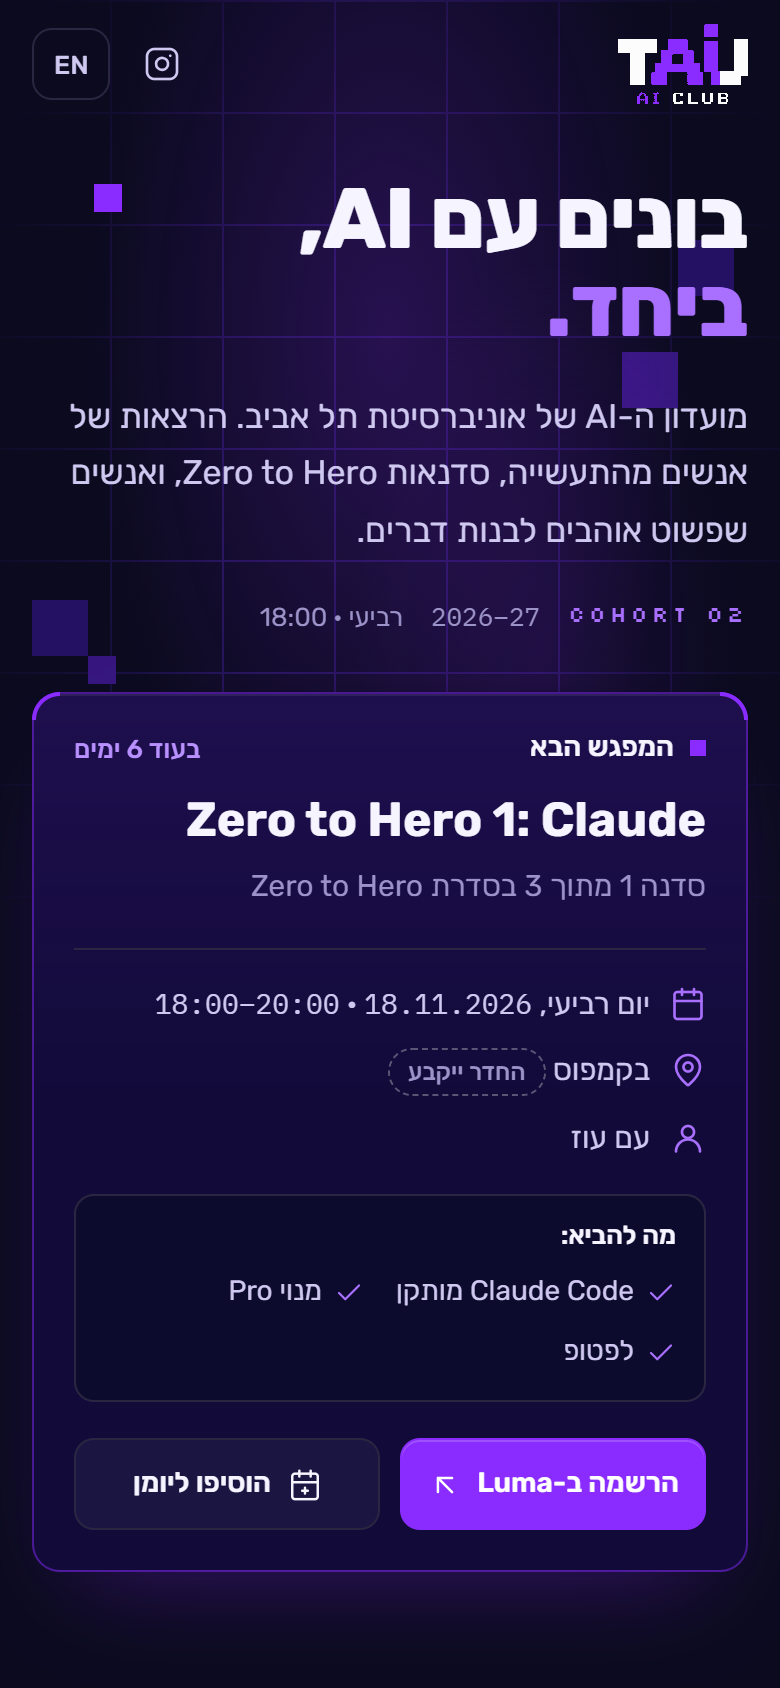 TAiU
AI CLUB
EN
בונים עם AI,
ביחד.
מועדון ה-AI של אוניברסיטת תל אביב. הרצאות של
אנשים מהתעשייה, סדנאות Zero to Hero, ואנשים
שפשוט אוהבים לבנות דברים.
COHORT 02 2026–27 רביעי • 18:00
המפגש הבא
בעוד 6 ימים
Zero to Hero 1: Claude
סדנה 1 מתוך 3 בסדרת Zero to Hero
יום רביעי, 18.11.2026 • 18:00–20:00
בקמפוס החדר ייקבע
עם עוז
מה להביא:
Claude Code מותקן מנוי Pro
לפטופ
הרשמה ב-Luma
הוסיפו ליומן